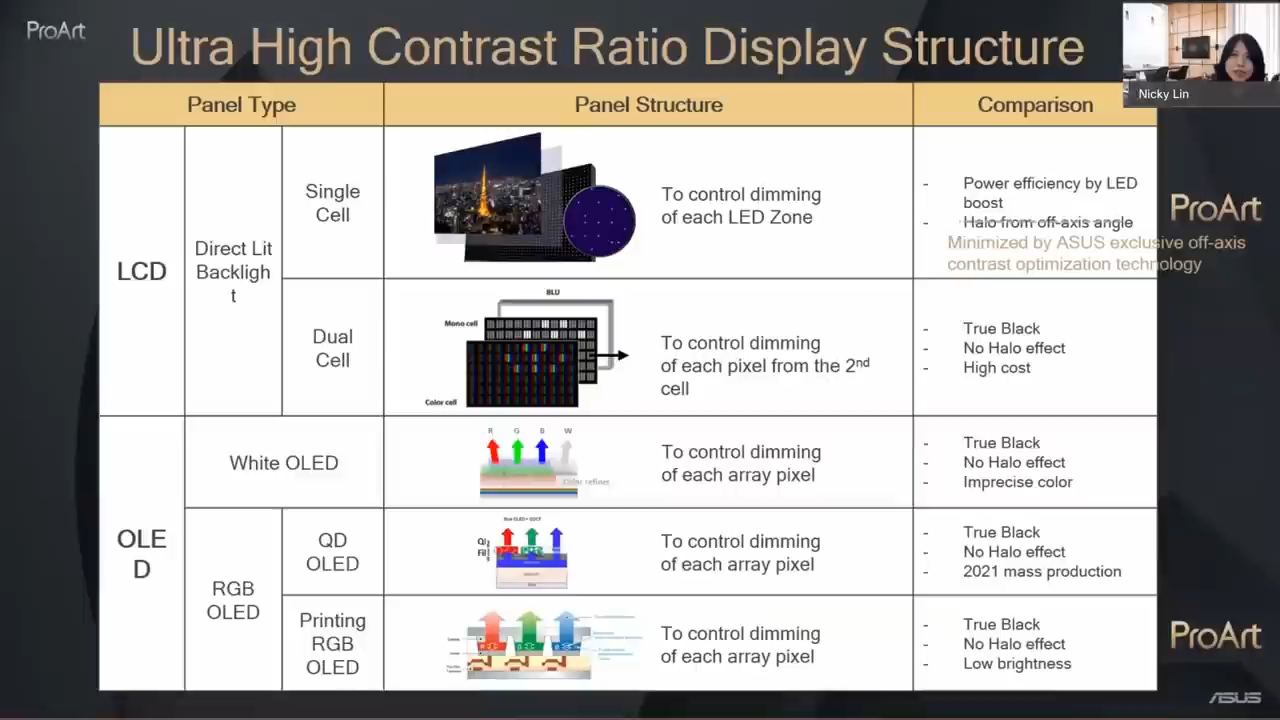 ProArt
Ultra High Contrast Ratio Display Structure
Nicky Lin
Panel Type
Panel Structure
Comparison
LCD
Direct Lit
Backligh
t
Single
Cell
To control dimming
of each LED Zone
- Power efficiency by LED
boost
- Halo from off-axis angle
Minimized by ASUS exclusive off-axis
contrast optimization technology
ProArt
Dual
Cell
BLU
Mono cell
Color cell
To control dimming
of each pixel from the 2nd
cell
- True Black
- No Halo effect
- High cost
OLE
D
White OLED
R G B W
Color refiner
To control dimming
of each array pixel
- True Black
- No Halo effect
- Imprecise color
RGB
OLED
QD
OLED
To control dimming
of each array pixel
- True Black
- No Halo effect
- 2021 mass production
Printing
RGB
OLED
To control dimming
of each array pixel
- True Black
- No Halo effect
- Low brightness
ProArt
ASUS